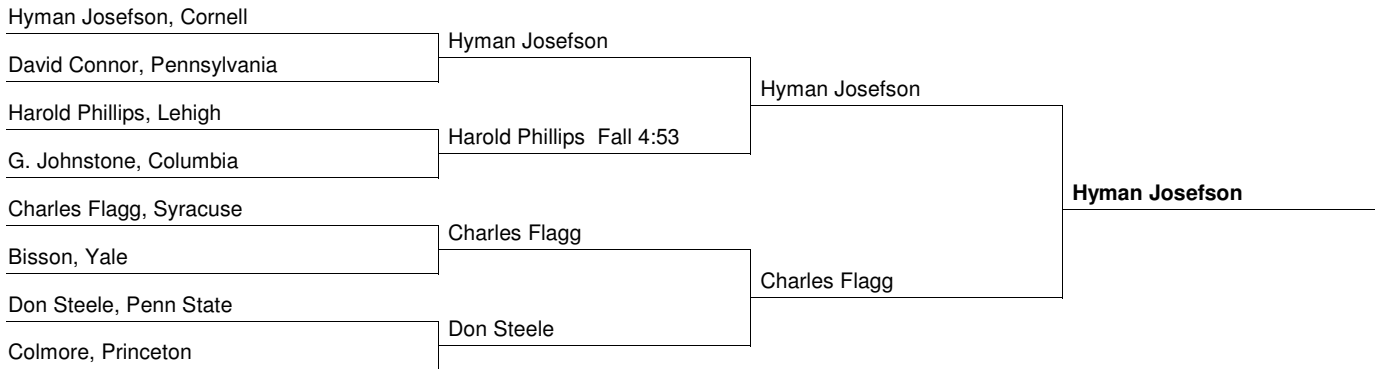 Hyman Josefson, Cornell
David Connor, Pennsylvania
Harold Phillips, Lehigh
G. Johnstone, Columbia
Charles Flagg, Syracuse
Bisson, Yale
Don Steele, Penn State
Colmore, Princeton
Hyman Josefson
Harold Phillips Fall 4:53
Charles Flagg
Don Steele
Hyman Josefson
Charles Flagg
Hyman Josefson